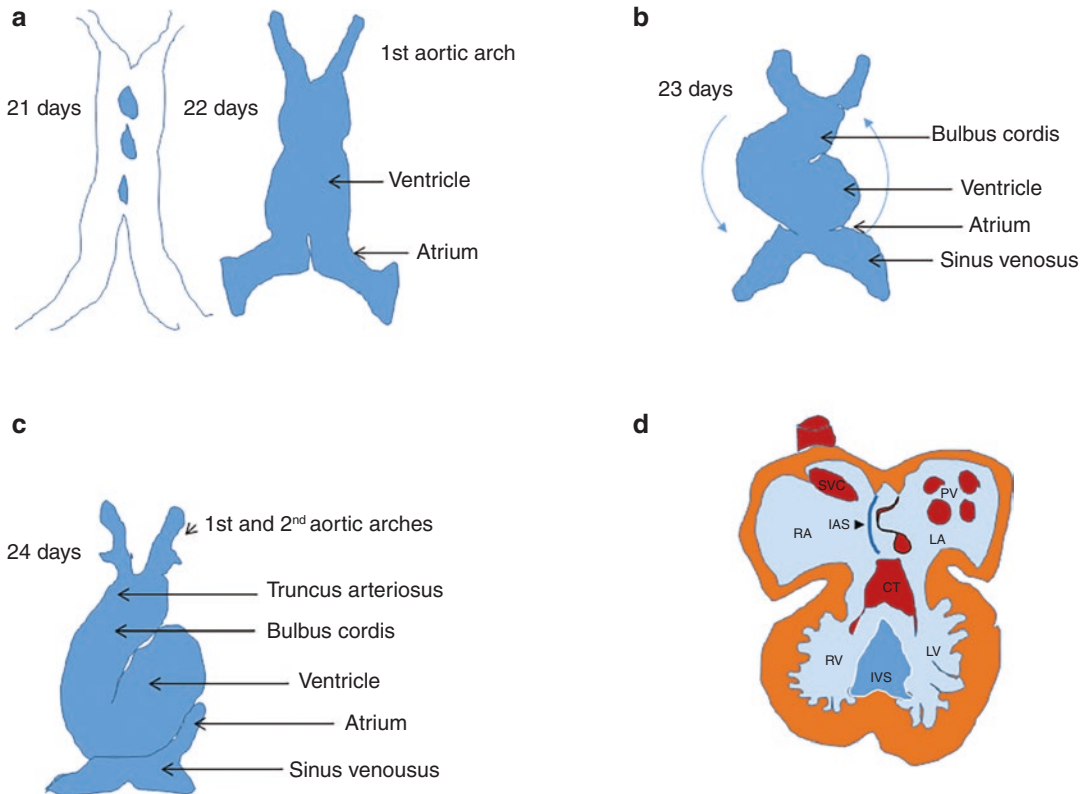 a
21 days
22 days
1st aortic arch
Ventricle
Atrium
b
23 days
Bulbus cordis
Ventricle
Atrium
Sinus venosus
c
24 days
1st and 2nd aortic arches
Truncus arteriosus
Bulbus cordis
Ventricle
Atrium
Sinus venousus
d
SVC
PV
IAS
RA
LA
CT
RV
LV
IVS